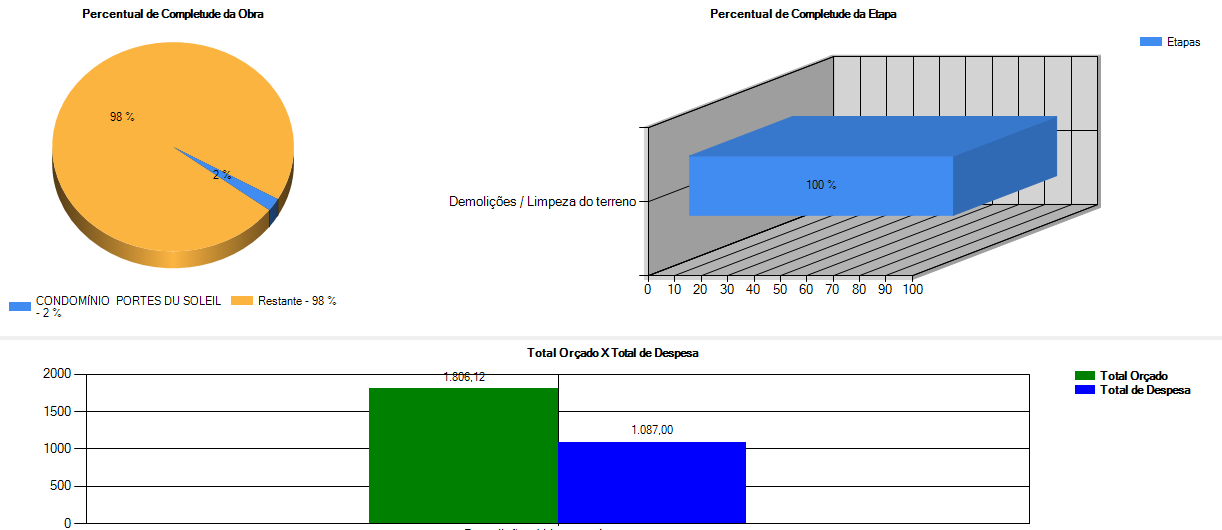 Percentual de Completude da Obra
98 %
2 %
CONDOMÍNIO PORTES DU SOLEIL - 2 %
Restante - 98 %
Percentual de Completude da Etapa
Etapas
Demolições / Limpeza do terreno
100 %
0 10 20 30 40 50 60 70 80 90 100
Total Orçado X Total de Despesa
2000
1500
1000
500
0
1.806,12
1.087,00
Total Orçado
Total de Despesa